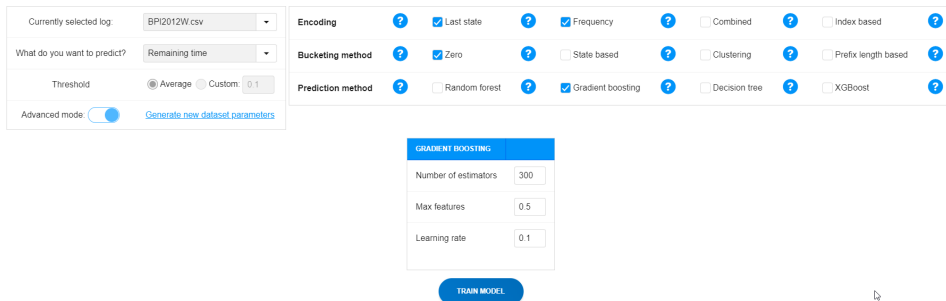 Currently selected log: BPI2012W.csv
What do you want to predict? Remaining time
Threshold Average Custom: 0.1
Advanced mode: Generate new dataset parameters
Encoding ? Last state ? Frequency ? Combined ? Index based ?
Bucketing method ? Zero ? State based ? Clustering ? Prefix length based ?
Prediction method ? Random forest ? Gradient boosting ? Decision tree ? XGBoost ?
GRADIENT BOOSTING
Number of estimators 300
Max features 0.5
Learning rate 0.1
TRAIN MODEL